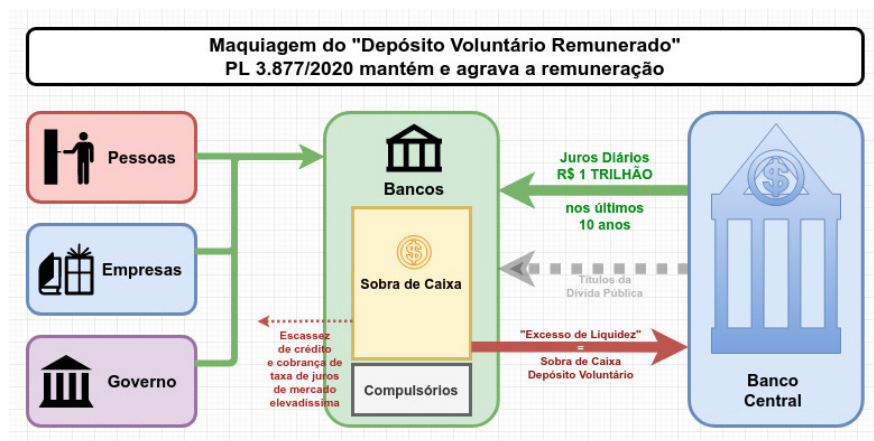 Maquiagem do "Depósito Voluntário Remunerado"
PL 3.877/2020 mantém e agrava a remuneração
Pessoas
Empresas
Governo
Bancos
Sobra de Caixa
Compulsórios
Escassez
de crédito
e cobrança de
taxa de juros
de mercado
elevadíssima
Juros Diários
R$ 1 TRILHÃO
nos últimos
10 anos
Títulos da
Dívida Pública
"Excesso de Liquidez"
=
Sobra de Caixa
Depósito Voluntário
Banco
Central